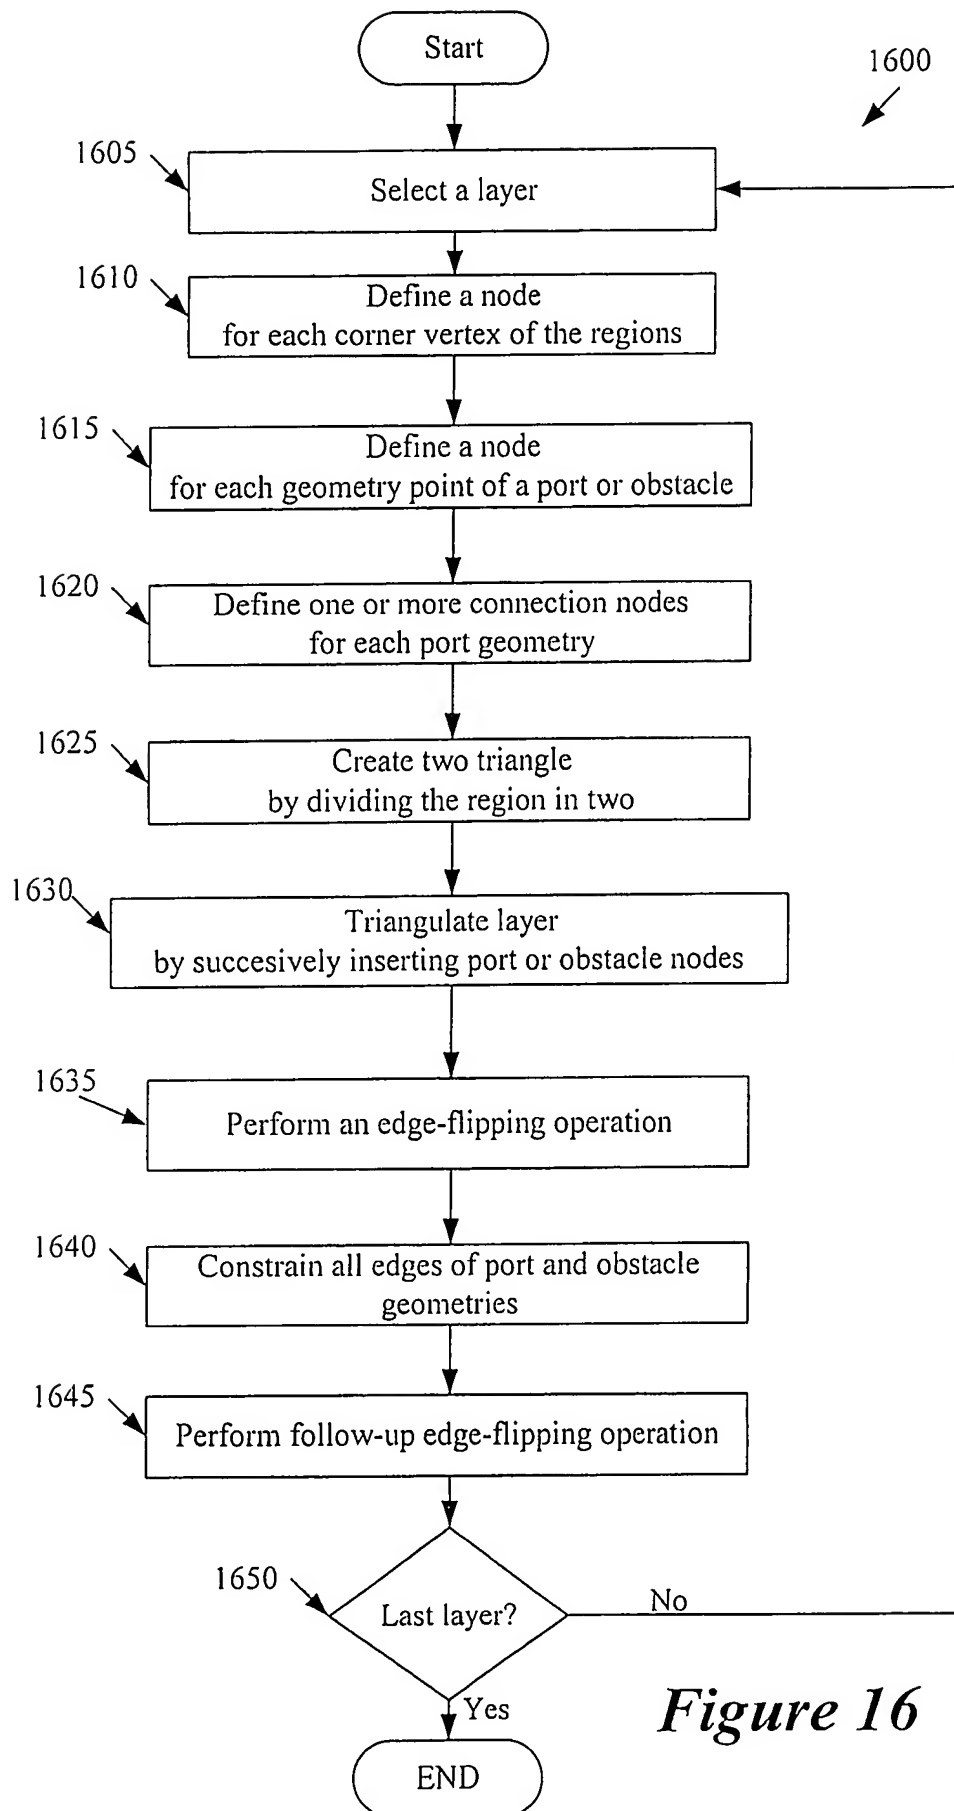 Start
1600
1605
Select a layer
1610
Define a node
for each corner vertex of the regions
1615
Define a node
for each geometry point of a port or obstacle
1620
Define one or more connection nodes
for each port geometry
1625
Create two triangle
by dividing the region in two
1630
Triangulate layer
by succesively inserting port or obstacle nodes
1635
Perform an edge-flipping operation
1640
Constrain all edges of port and obstacle
geometries
1645
Perform follow-up edge-flipping operation
1650
Last layer?
No
Yes
END
Figure 16